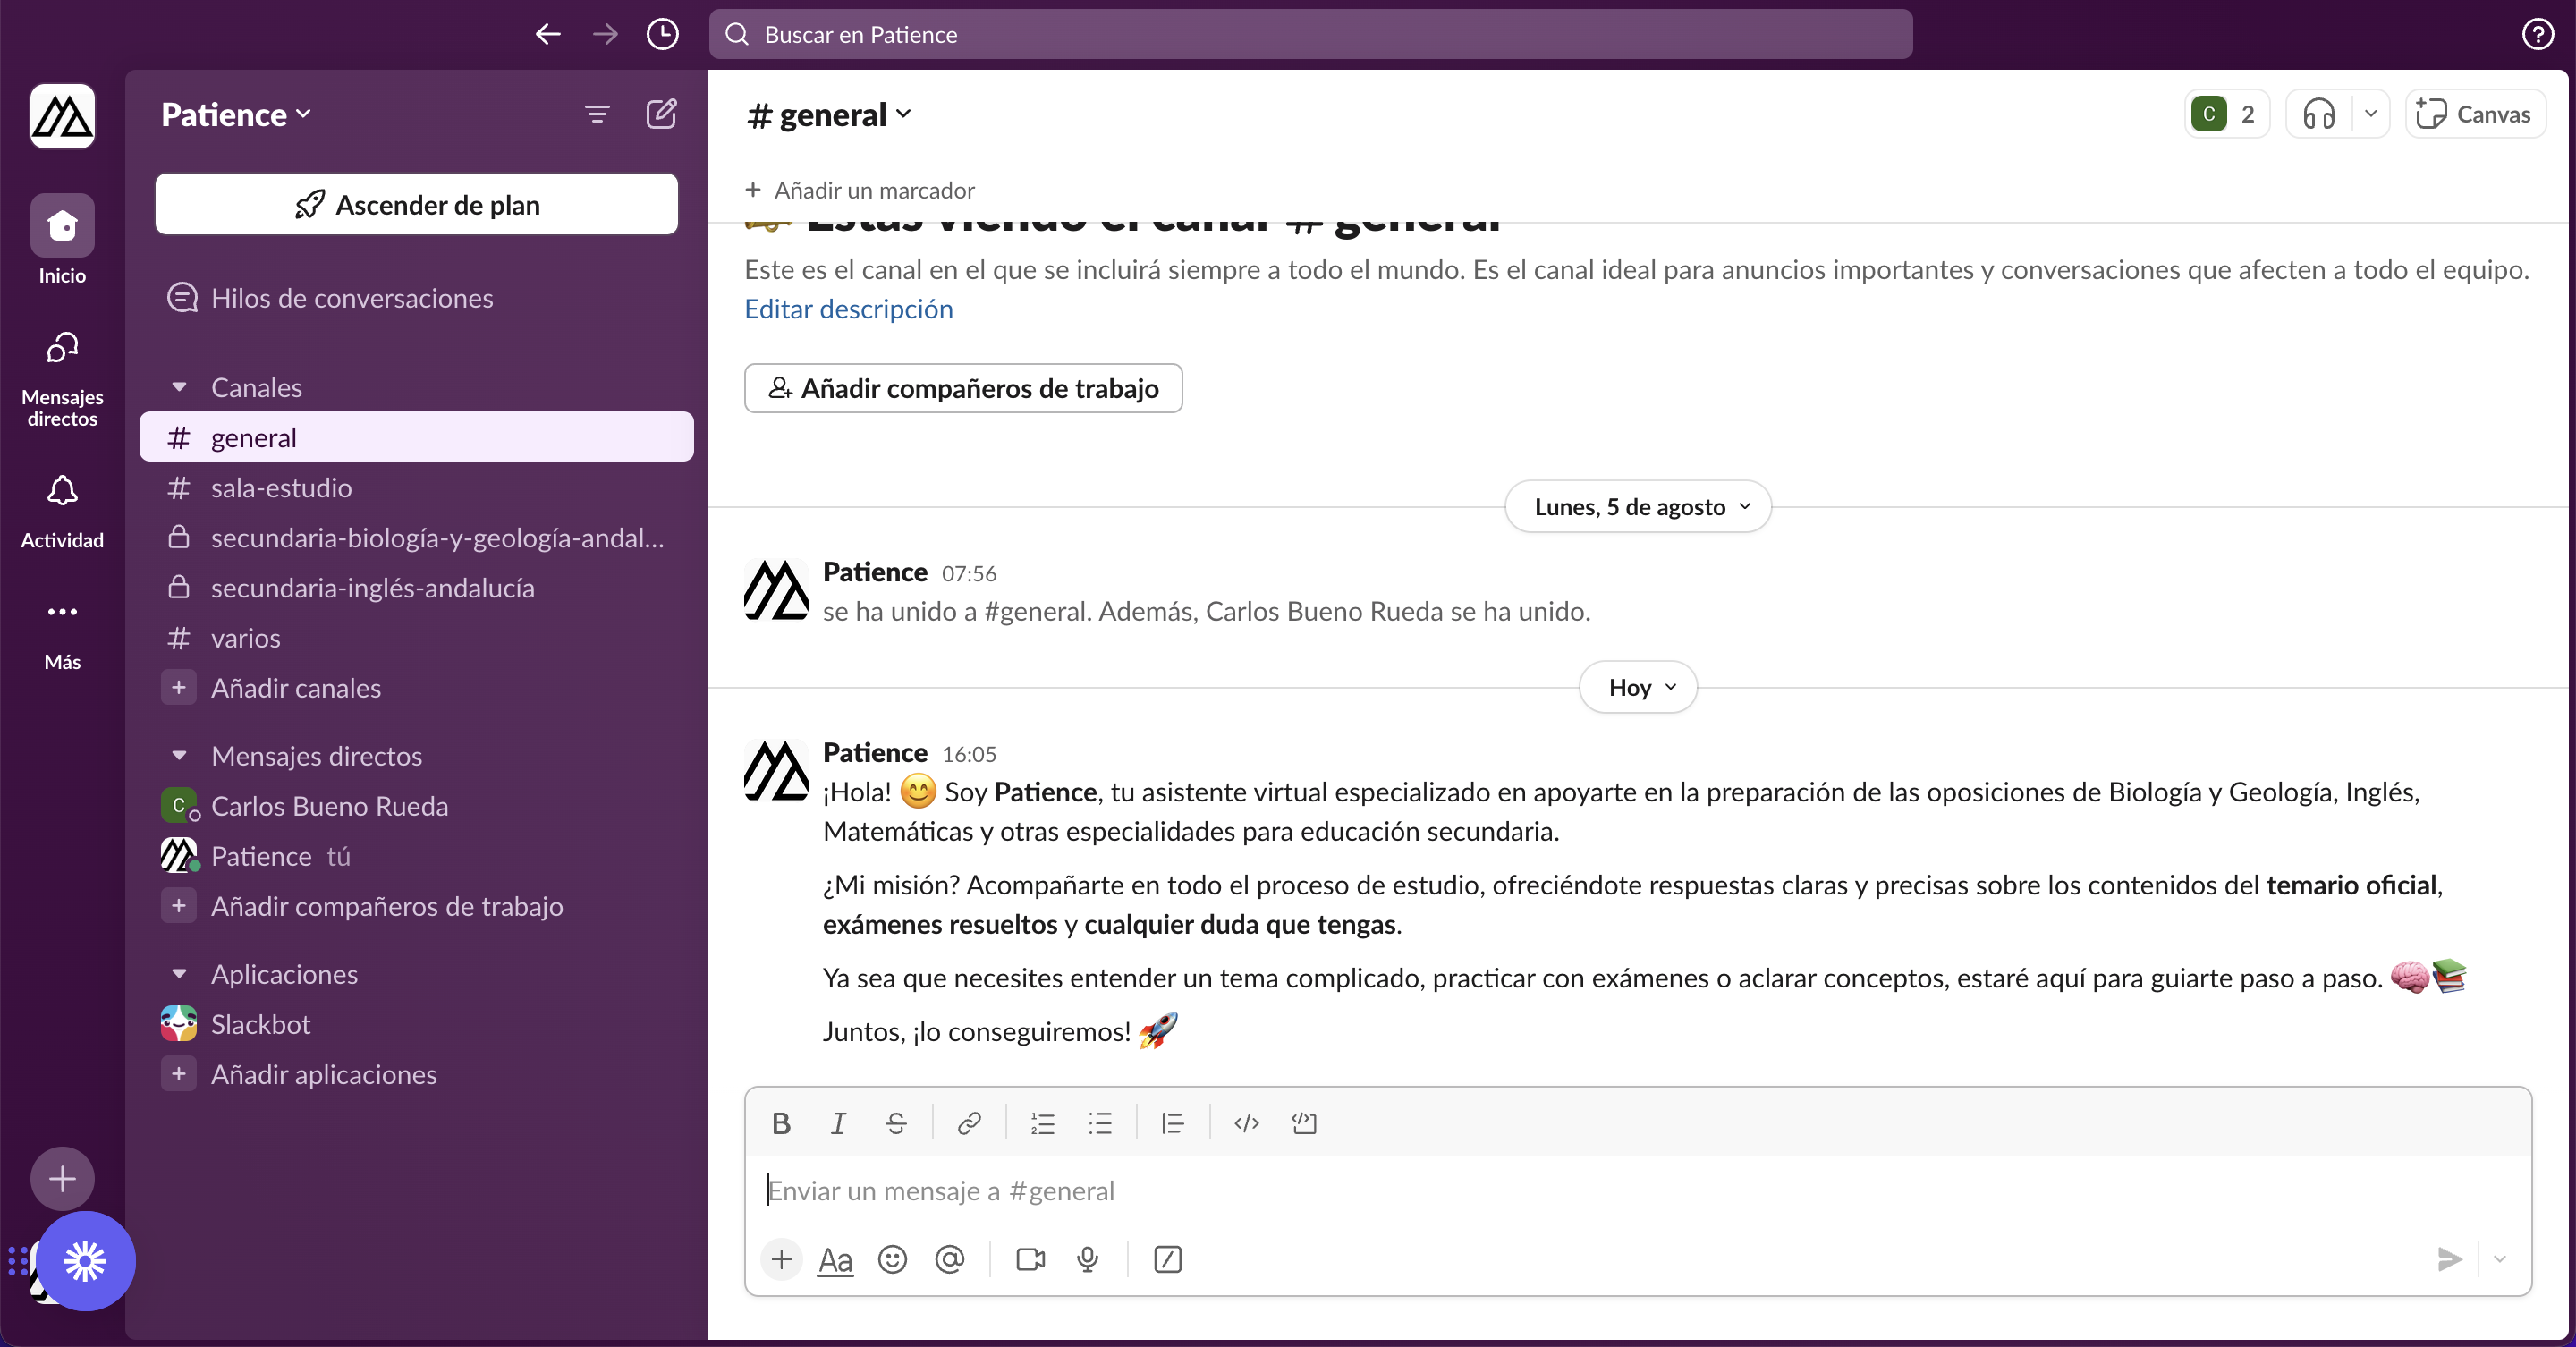 Buscar en Patience
Patience
Ascender de plan
Inicio
Mensajes
directos
Actividad
Más
Hilos de conversaciones
Canales
# general
# sala-estudio
secundaria-biología-y-geología-andal...
secundaria-inglés-andalucía
# varios
+ Añadir canales
Mensajes directos
C Carlos Bueno Rueda
Patience tú
+ Añadir compañeros de trabajo
Aplicaciones
Slackbot
+ Añadir aplicaciones
# general
C 2
Canvas
+ Añadir un marcador
Estás viendo el canal # general
Este es el canal en el que se incluirá siempre a todo el mundo. Es el canal ideal para anuncios importantes y conversaciones que afecten a todo el equipo.
Editar descripción
Añadir compañeros de trabajo
Lunes, 5 de agosto
Patience 07:56
se ha unido a #general. Además, Carlos Bueno Rueda se ha unido.
Hoy
Patience 16:05
¡Hola! 😊 Soy Patience, tu asistente virtual especializado en apoyarte en la preparación de las oposiciones de Biología y Geología, Inglés,
Matemáticas y otras especialidades para educación secundaria.
¿Mi misión? Acompañarte en todo el proceso de estudio, ofreciéndote respuestas claras y precisas sobre los contenidos del temario oficial,
exámenes resueltos y cualquier duda que tengas.
Ya sea que necesites entender un tema complicado, practicar con exámenes o aclarar conceptos, estaré aquí para guiarte paso a paso. 🧠📚
Juntos, ¡lo conseguiremos! 🚀
B I S
Enviar un mensaje a #general
+ Aa @